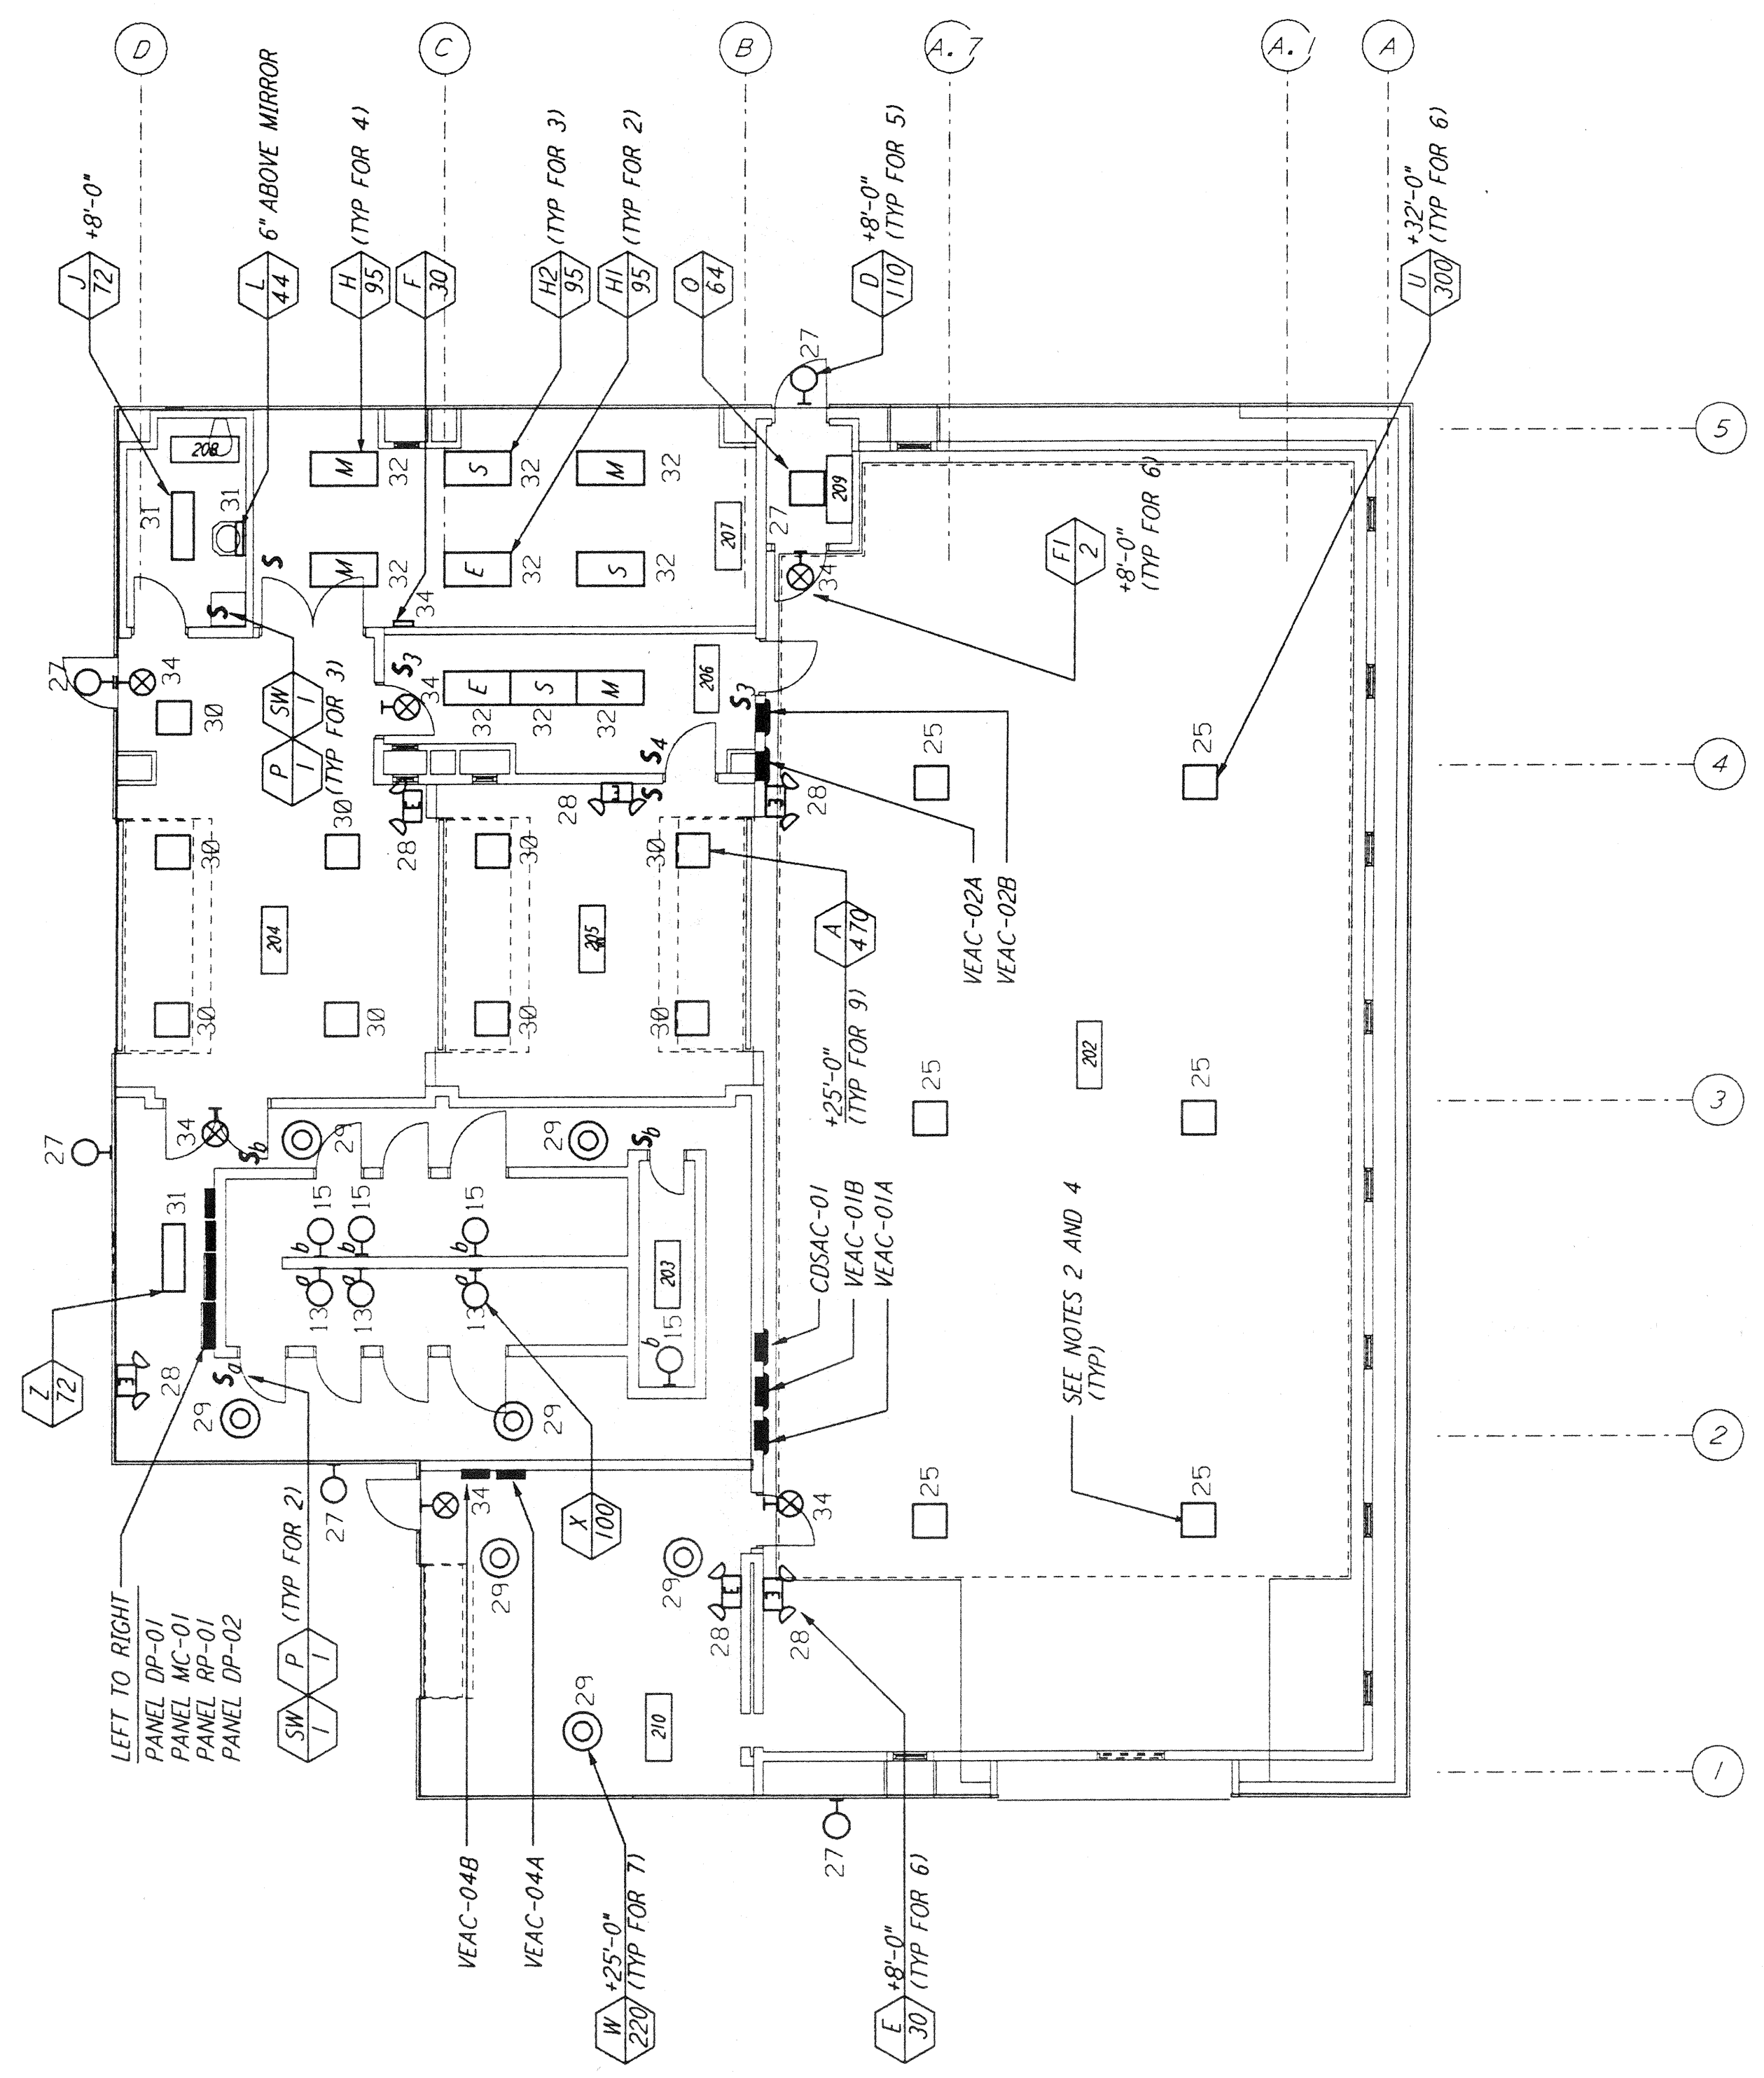 D
C
B
A.7
A.1
A
J
72
+8'-0"
L
44
6" ABOVE MIRROR
H
95
(TYP FOR 4)
F
30
H2
95
(TYP FOR 3)
H1
95
(TYP FOR 2)
Q
64
D
110
+8'-0"
(TYP FOR 5)
U
300
+32'-0"
(TYP FOR 6)
5
4
3
2
1
208
31
31
S
S
M
32
M
32
S
32
E
32
M
32
S
32
207
34
27
27
209
34
F1
2
+8'-0"
(TYP FOR 6)
27
34
30
SW
1
P
1
(TYP FOR 3)
S3
34
E
S
M
32
32
32
206
S3
S4
S
E
28
E
28
E
28
30
30
30
30
204
30
30
30
30
205
A
470
+25'-0"
(TYP FOR 9)
VEAC-02A
VEAC-02B
25
25
25
25
25
25
202
SEE NOTES 2 AND 4
(TYP)
27
34
Sb
29
29
Sb
31
15
15
15
b
b
b
a
a
a
13
13
13
203
b
15
CDSAC-01
VEAC-01B
VEAC-01A
Z
72
E
28
29
Sa
29
27
34
X
100
LEFT TO RIGHT
PANEL DP-01
PANEL MC-01
PANEL RP-01
PANEL DP-02
SW
1
P
1
(TYP FOR 2)
29
29
29
210
E
28
E
28
34
27
VEAC-04B
VEAC-04A
W
220
+25'-0"
(TYP FOR 7)
E
30
+8'-0"
(TYP FOR 6)